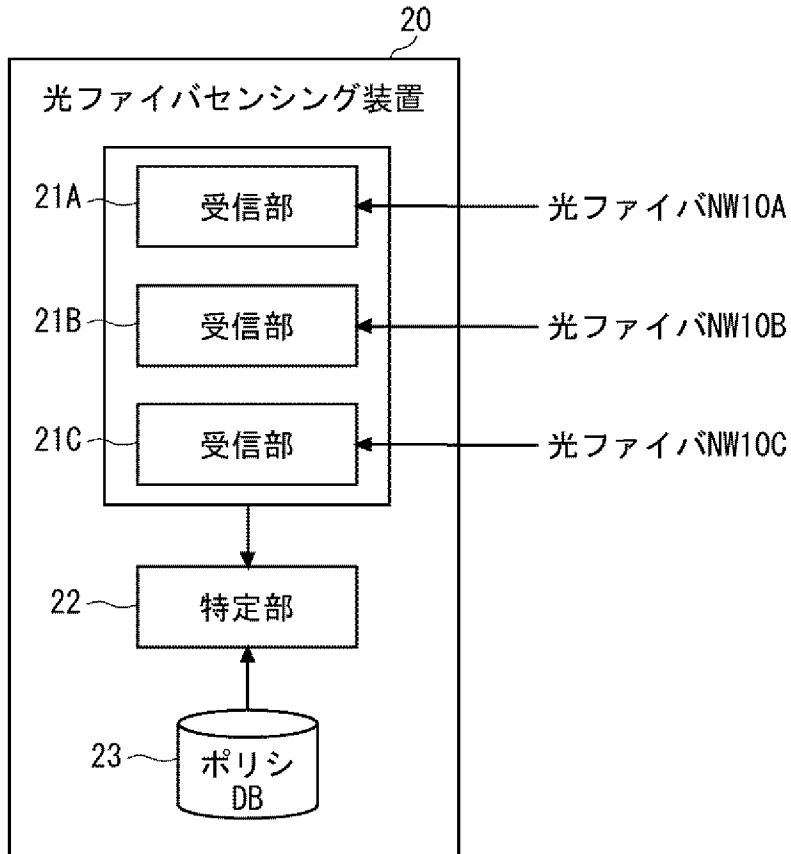 20
光ファイバセンシング装置
21A 受信部 光ファイバNW10A
21B 受信部 光ファイバNW10B
21C 受信部 光ファイバNW10C
22 特定部
23 ポリシ
DB